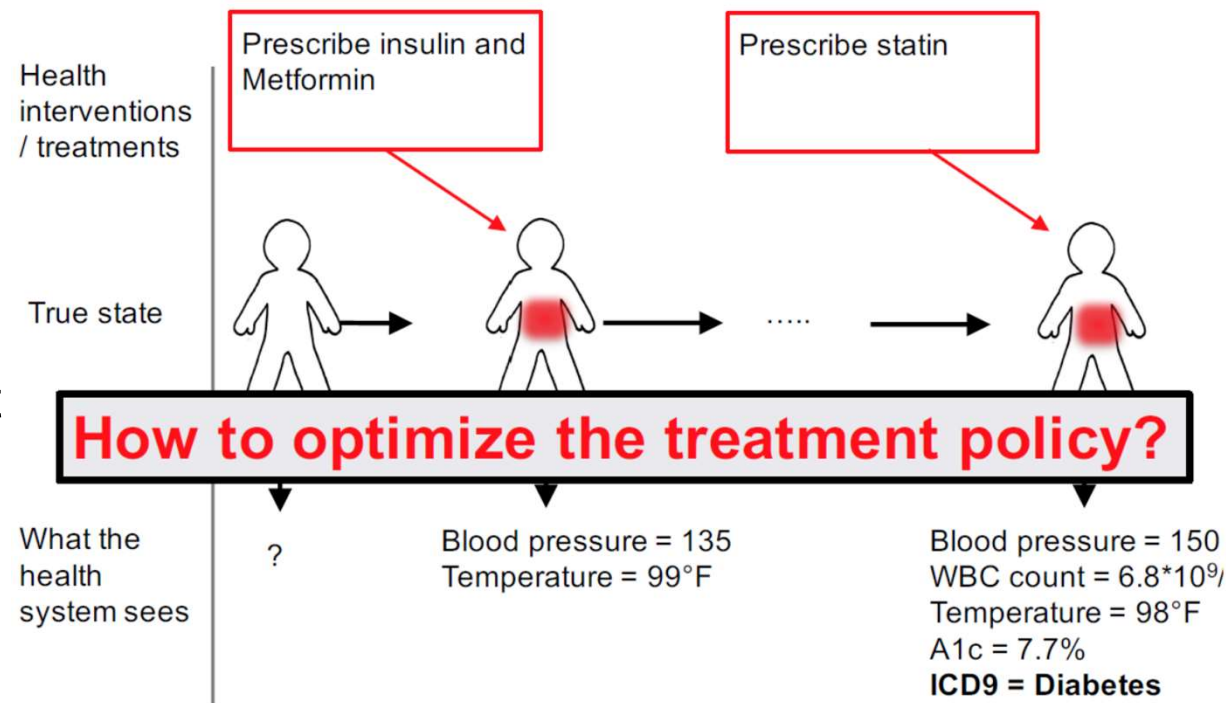 Health
interventions
/ treatments
Prescribe insulin and
Metformin
Prescribe statin
True state
.....
How to optimize the treatment policy?
What the
health
system sees
?
Blood pressure = 135
Temperature = 99°F
Blood pressure = 150
WBC count = 6.8*10⁹/
Temperature = 98°F
A1c = 7.7%
ICD9 = Diabetes